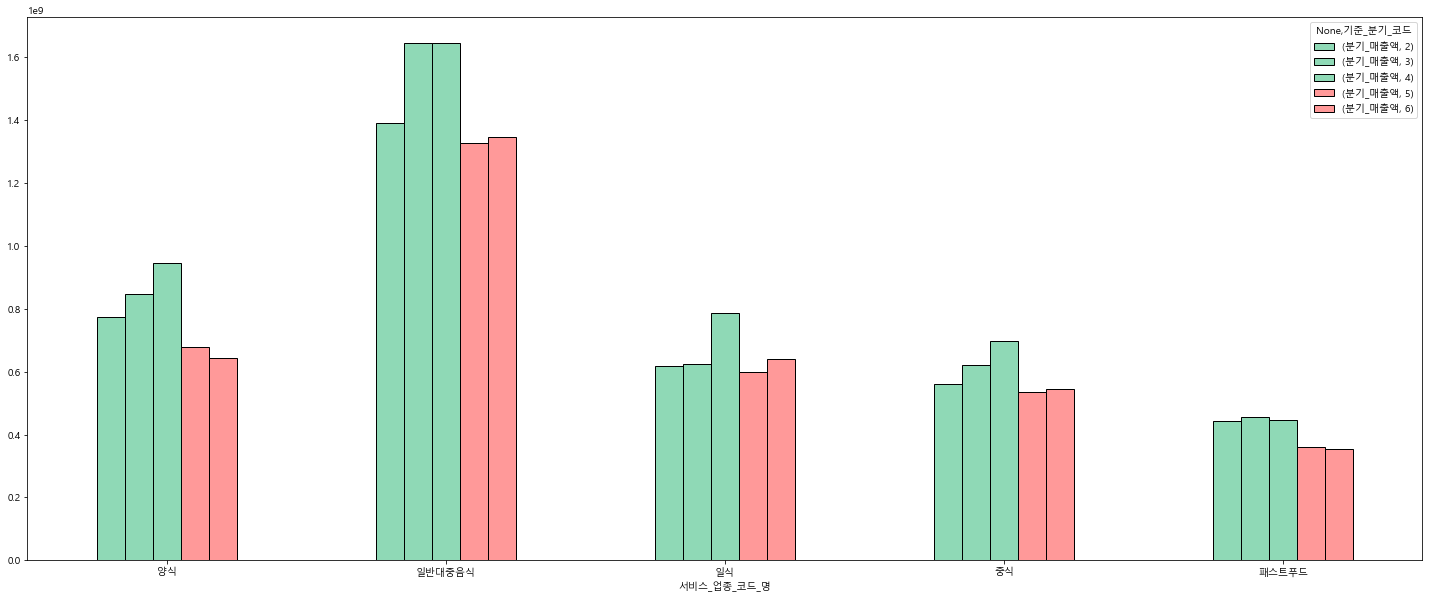 1e9
1.6
1.4
1.2
1.0
0.8
0.6
0.4
0.2
0.0
None,기준_분기_코드
(분기_매출액, 2)
(분기_매출액, 3)
(분기_매출액, 4)
(분기_매출액, 5)
(분기_매출액, 6)
양식 일반대중음식 일식 중식 패스트푸드
서비스_업종_코드_명